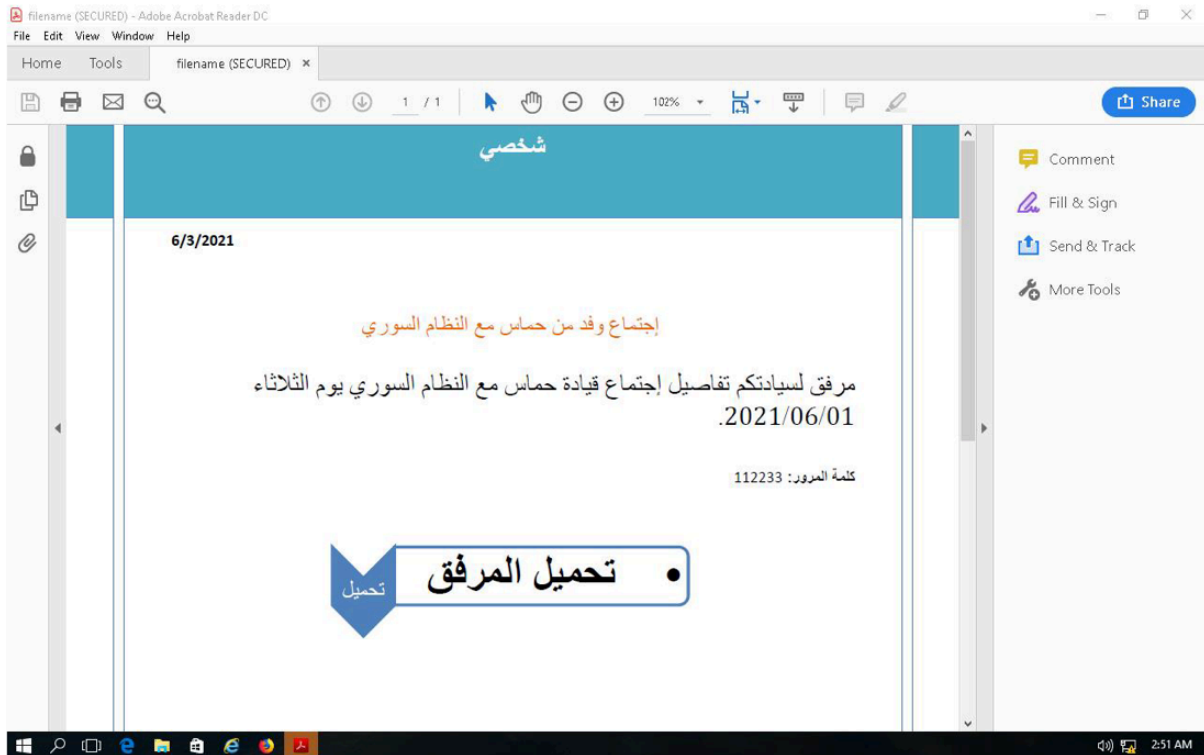 filename (SECURED) - Adobe Acrobat Reader DC
File Edit View Window Help
Home Tools filename (SECURED) ×
1 / 1 102% Share
شخصي
6/3/2021
إجتماع وفد من حماس مع النظام السوري
مرفق لسيادتكم تفاصيل إجتماع قيادة حماس مع النظام السوري يوم الثلاثاء
2021/06/01.
كلمة المرور: 112233
• تحميل المرفق
تحميل
Comment
Fill & Sign
Send & Track
More Tools
2:51 AM